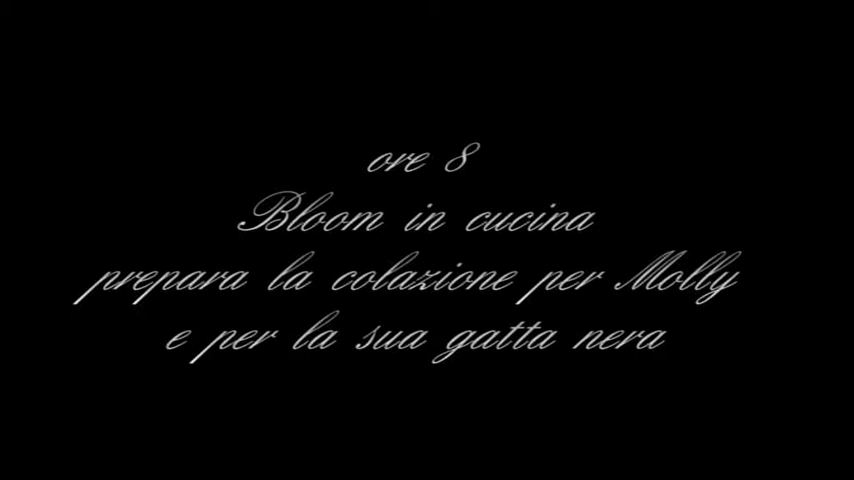 ore 8
Bloom in cucina
prepara la colazione per Molly
e per la sua gatta nera